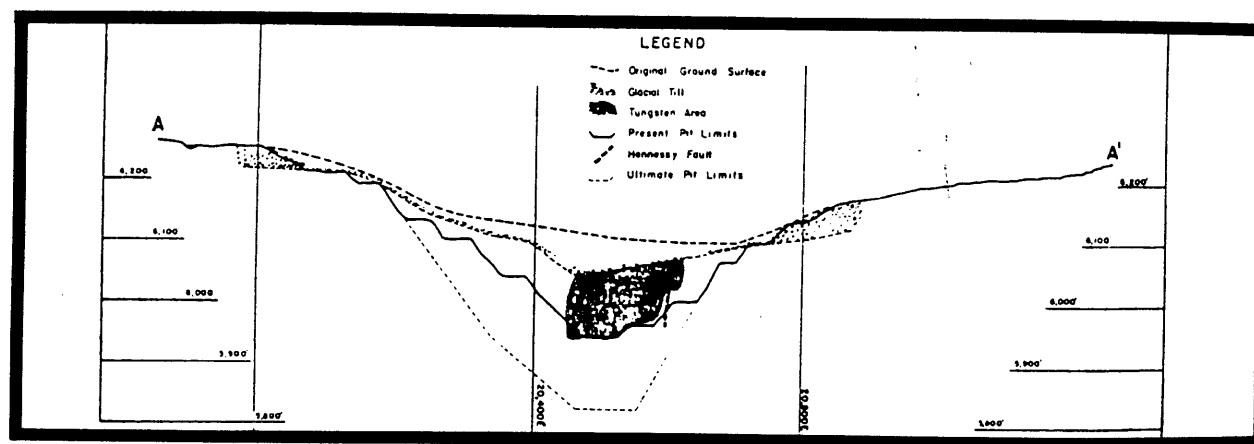 LEGEND
Original Ground Surface
Glacial Till
Tungsten Area
Present Pit Limits
Hennessy Fault
Ultimate Pit Limits
A
A'
6,200
6,100
6,000
5,900'
5,800'
6,200'
6,100
6,000'
5,900'
5,800'
20,400E
20,800E